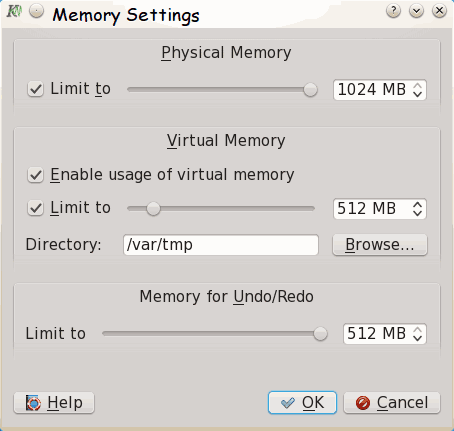 Memory Settings
Physical Memory
Limit to 1024 MB
Virtual Memory
Enable usage of virtual memory
Limit to 512 MB
Directory: /var/tmp Browse...
Memory for Undo/Redo
Limit to 512 MB
Help OK Cancel